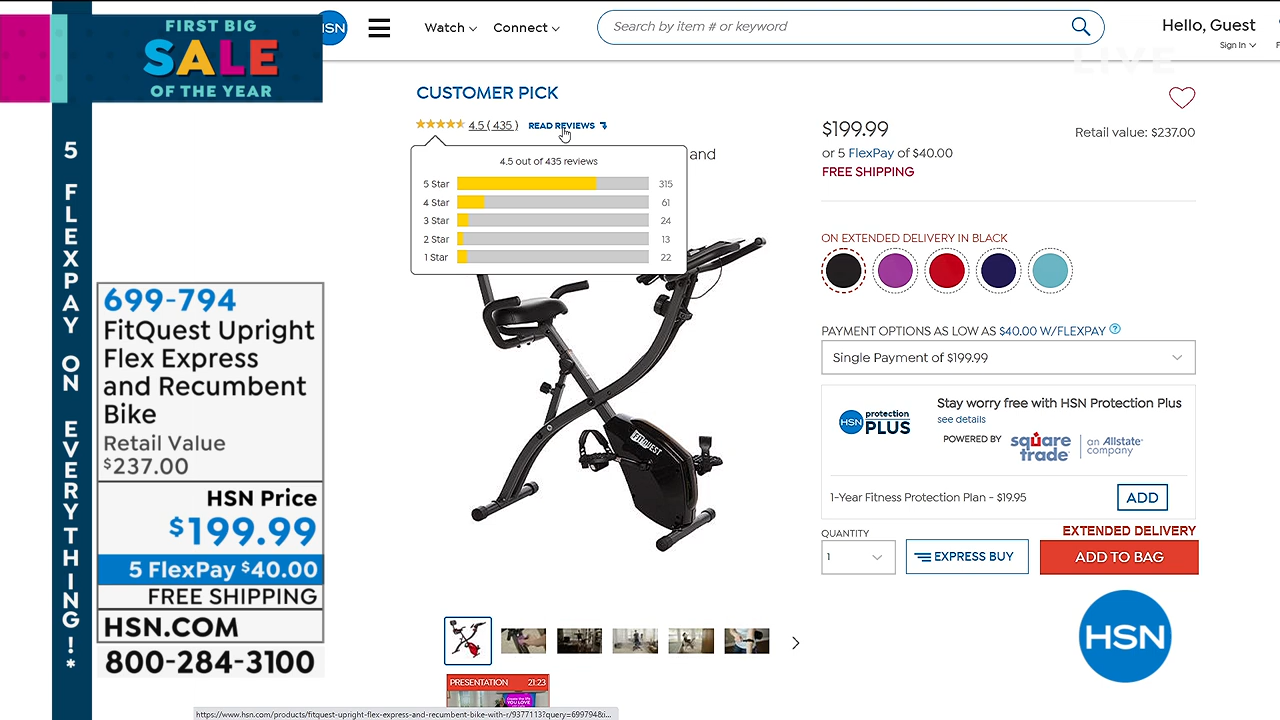 FIRST BIG
SALE
OF THE YEAR
5 FLEXPAY ON EVERYTHING!*
699-794
FitQuest Upright
Flex Express
and Recumbent
Bike
Retail Value
$237.00
HSN Price
$199.99
5 FlexPay $40.00
FREE SHIPPING
HSN.COM
800-284-3100
HSN
Watch
Connect
Search by item # or keyword
Hello, Guest
Sign In
LIVE
CUSTOMER PICK
4.5 ( 435 ) READ REVIEWS
and
4.5 out of 435 reviews
5 Star 315
4 Star 61
3 Star 24
2 Star 13
1 Star 22
FITQUEST
$199.99
Retail value: $237.00
or 5 FlexPay of $40.00
FREE SHIPPING
ON EXTENDED DELIVERY IN BLACK
PAYMENT OPTIONS AS LOW AS $40.00 W/FLEXPAY ?
Single Payment of $199.99
HSN protection PLUS
Stay worry free with HSN Protection Plus
see details
POWERED BY
square trade
an Allstate company
1-Year Fitness Protection Plan - $19.95
ADD
EXTENDED DELIVERY
QUANTITY
1
EXPRESS BUY
ADD TO BAG
HSN
PRESENTATION 21:23
YOU LOVE
https://www.hsn.com/products/fitquest-upright-flex-express-and-recumbent-bike-with-r/9377113?query=699794&i...